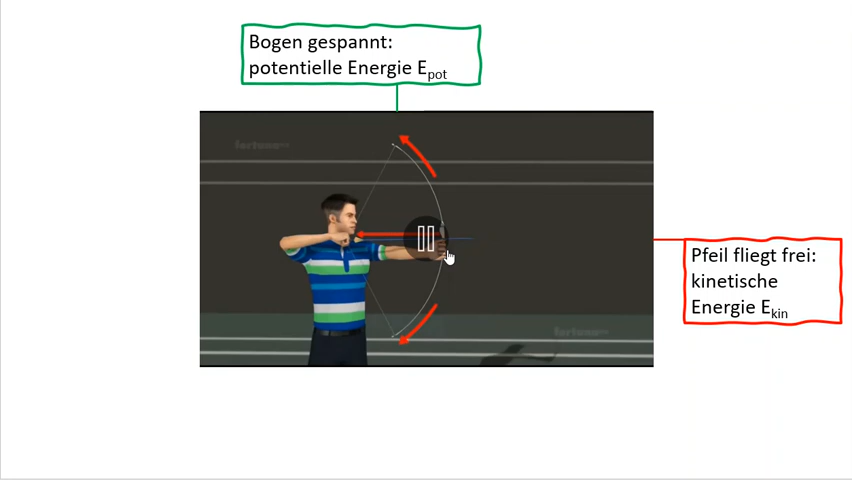 Bogen gespannt:
potentielle Energie Epot
Pfeil fliegt frei:
kinetische
Energie Ekin